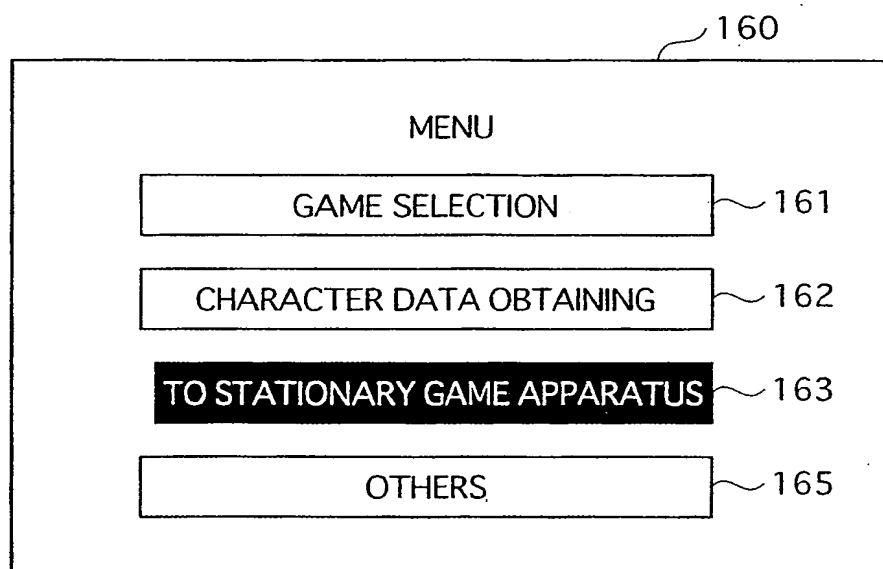 160
MENU
GAME SELECTION 161
CHARACTER DATA OBTAINING 162
TO STATIONARY GAME APPARATUS 163
OTHERS 165